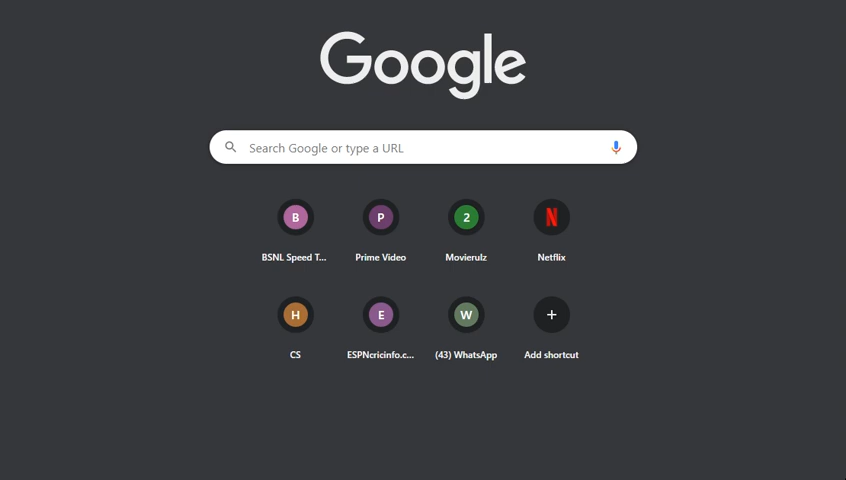 Google
Search Google or type a URL
B
P
2
BSNL Speed T...
Prime Video
Movierulz
Netflix
H
E
W
CS
ESPNcricinfo.c...
(43) WhatsApp
Add shortcut